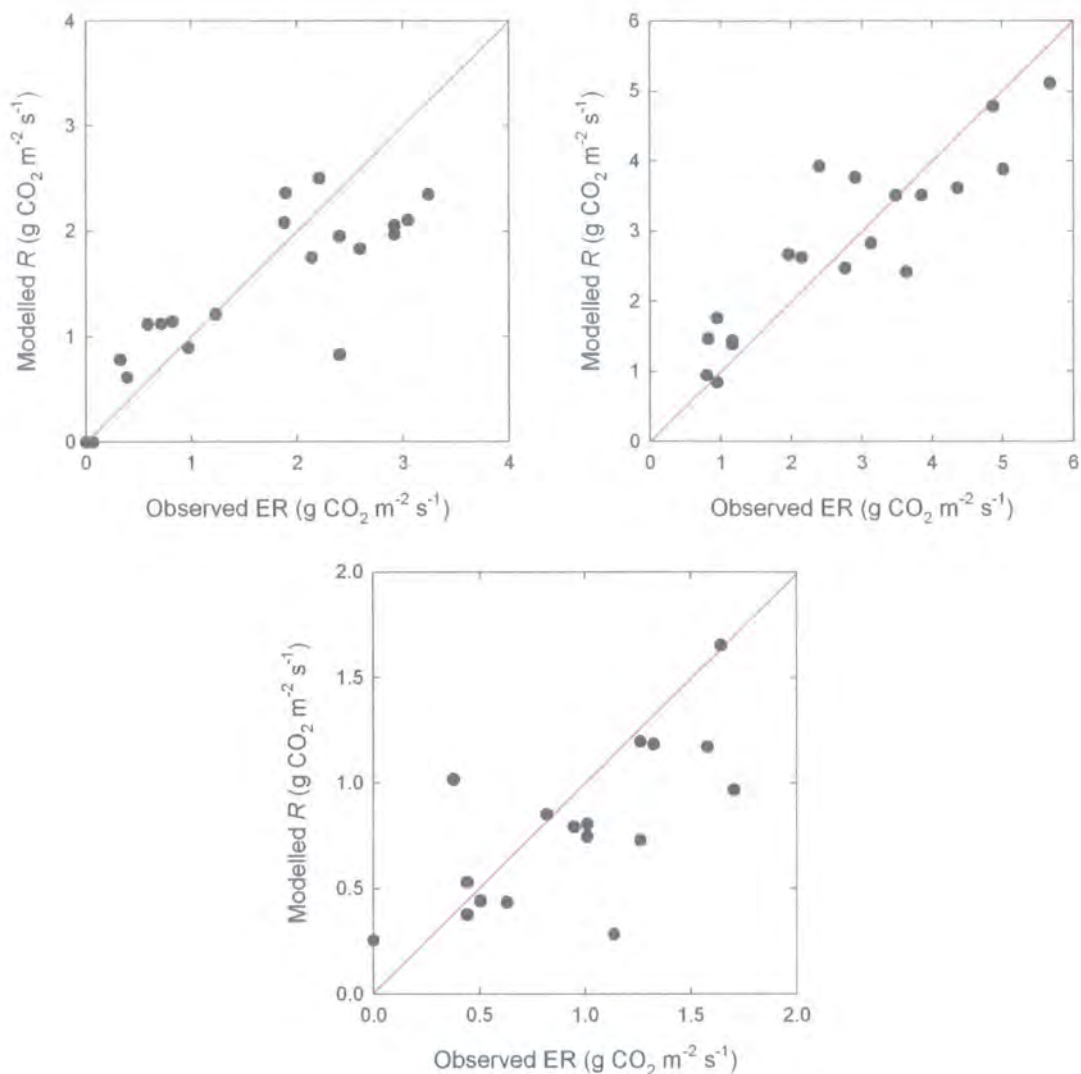 4
3
2
1
0
Modelled R (g CO₂ m⁻² s⁻¹)
0 1 2 3 4
Observed ER (g CO₂ m⁻² s⁻¹)
6
5
4
3
2
1
0
Modelled R (g CO₂ m⁻² s⁻¹)
0 1 2 3 4 5 6
Observed ER (g CO₂ m⁻² s⁻¹)
2.0
1.5
1.0
0.5
0.0
Modelled R (g CO₂ m⁻² s⁻¹)
0.0 0.5 1.0 1.5 2.0
Observed ER (g CO₂ m⁻² s⁻¹)